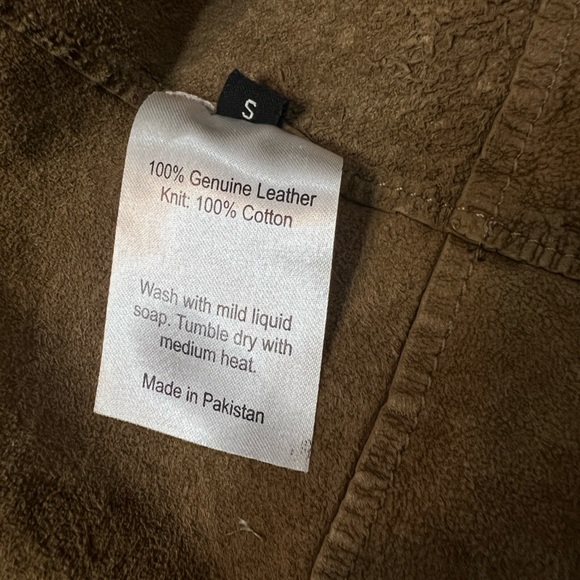 S
100% Genuine Leather
Knit: 100% Cotton
Wash with mild liquid
soap. Tumble dry with
medium heat.
Made in Pakistan